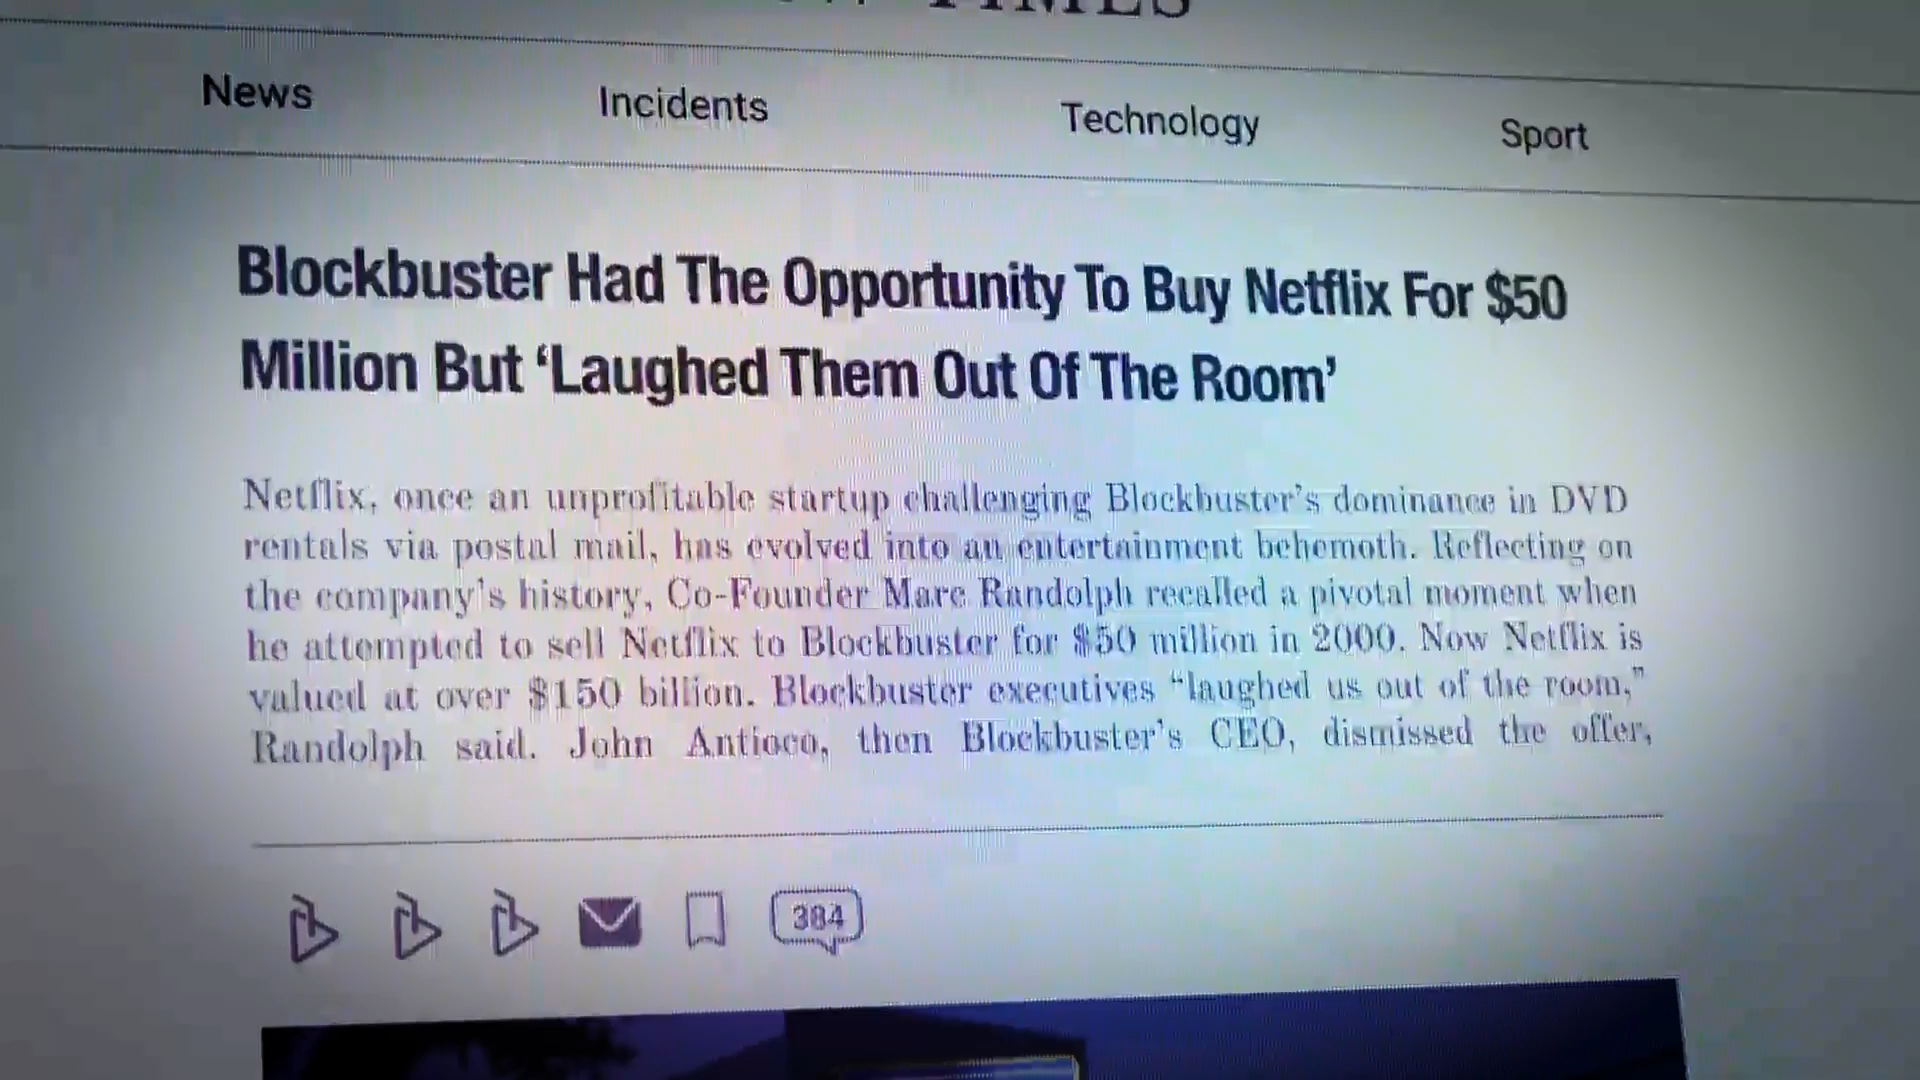 TIMES
News Incidents Technology Sport
Blockbuster Had The Opportunity To Buy Netflix For $50
Million But ‘Laughed Them Out Of The Room’
Netflix, once an unprofitable startup challenging Blockbuster’s dominance in DVD
rentals via postal mail, has evolved into an entertainment behemoth. Reflecting on
the company’s history, Co-Founder Marc Randolph recalled a pivotal moment when
he attempted to sell Netflix to Blockbuster for $50 million in 2000. Now Netflix is
valued at over $150 billion. Blockbuster executives “laughed us out of the room,”
Randolph said. John Antioco, then Blockbuster’s CEO, dismissed the offer,
384